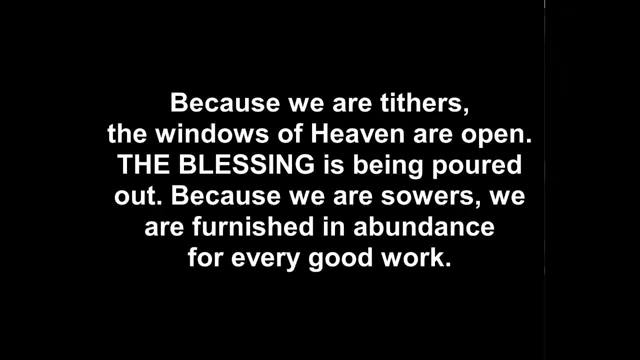 Because we are tithers,
the windows of Heaven are open.
THE BLESSING is being poured
out. Because we are sowers, we
are furnished in abundance
for every good work.